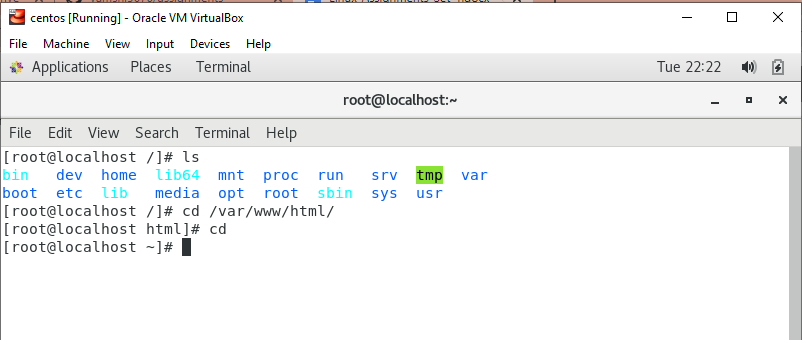 centos [Running] - Oracle VM VirtualBox
File Machine View Input Devices Help
Applications Places Terminal Tue 22:22
root@localhost:~
File Edit View Search Terminal Help
[root@localhost /]# ls
bin dev home lib64 mnt proc run srv tmp var
boot etc lib media opt root sbin sys usr
[root@localhost /]# cd /var/www/html/
[root@localhost html]# cd
[root@localhost ~]#